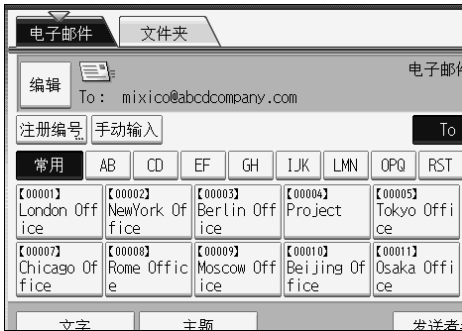 电子邮件 文件夹
编辑
电子邮件
To: mixico@abcdcompany.com
注册编号 手动输入 To
常用 AB CD EF GH IJK LMN OPQ RST
【00001】 【00002】 【00003】 【00004】 【00005】
London Off NewYork Of Berlin Off Project Tokyo Offi
ice fice ice ce
【00007】 【00008】 【00009】 【00010】 【00011】
Chicago Of Rome Offic Moscow Off Beijing Of Osaka Offi
fice e ice fice ce
文字 主题 发送者